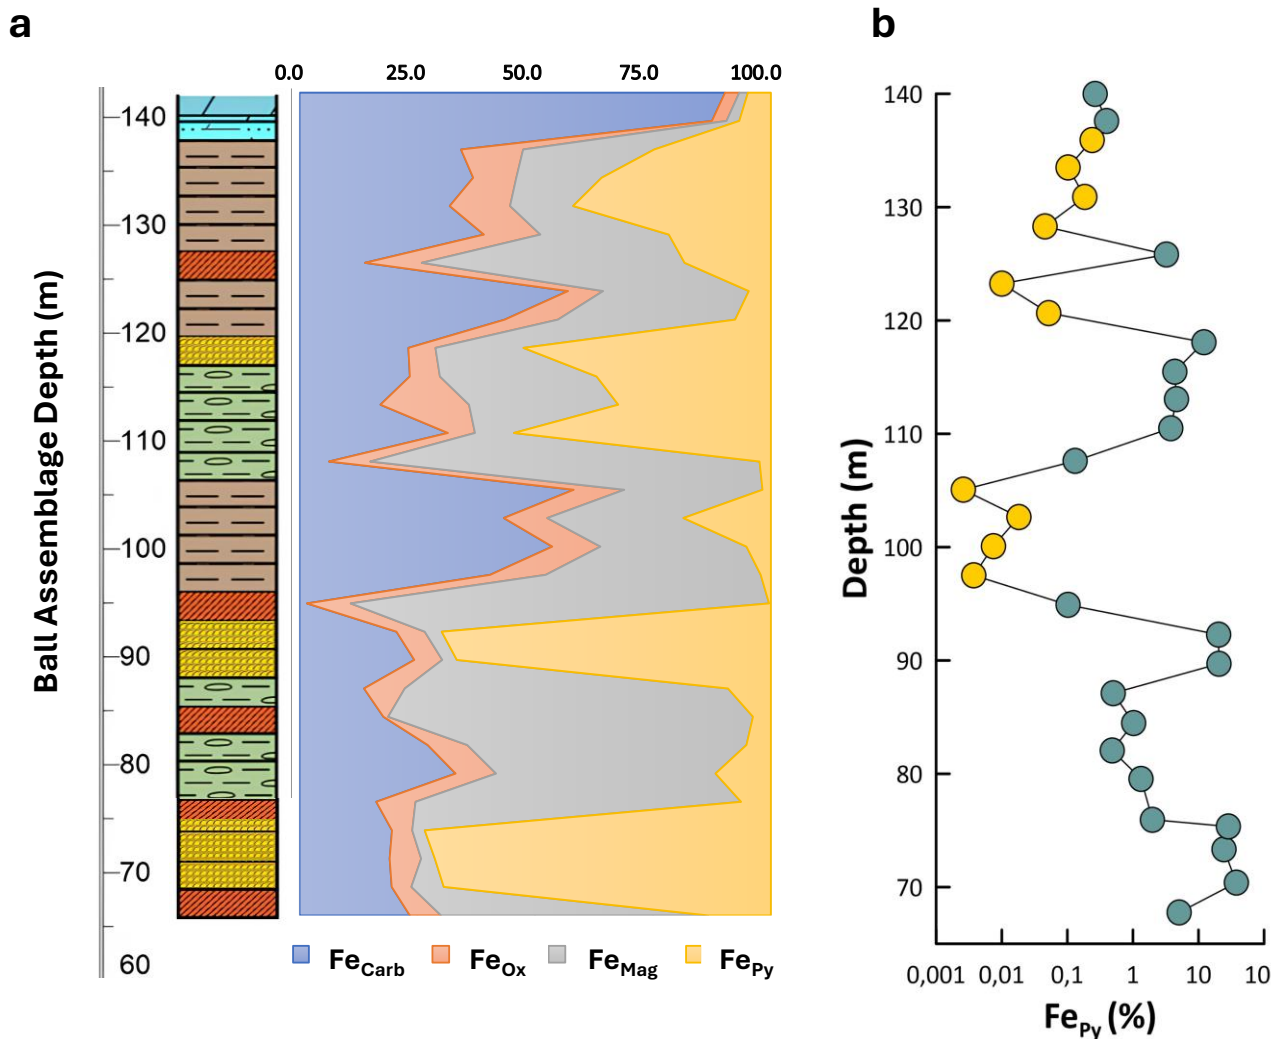 a
b
0.0 25.0 50.0 75.0 100.0
Ball Assemblage Depth (m)
140
130
120
110
100
90
80
70
60
FeCarb FeOx FeMag FePy
Depth (m)
140
130
120
110
100
90
80
70
0,001 0,01 0,1 1 10 10
FePy (%)